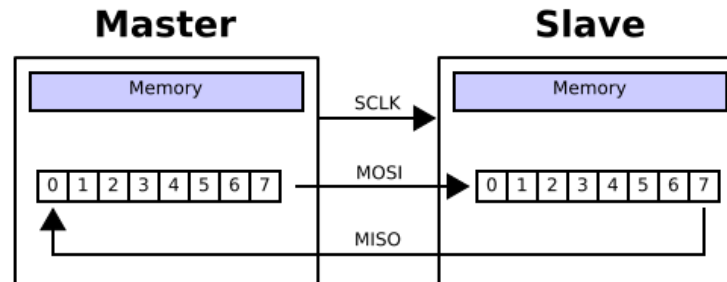 Master Slave
Memory Memory
SCLK
0 1 2 3 4 5 6 7 MOSI 0 1 2 3 4 5 6 7
MISO